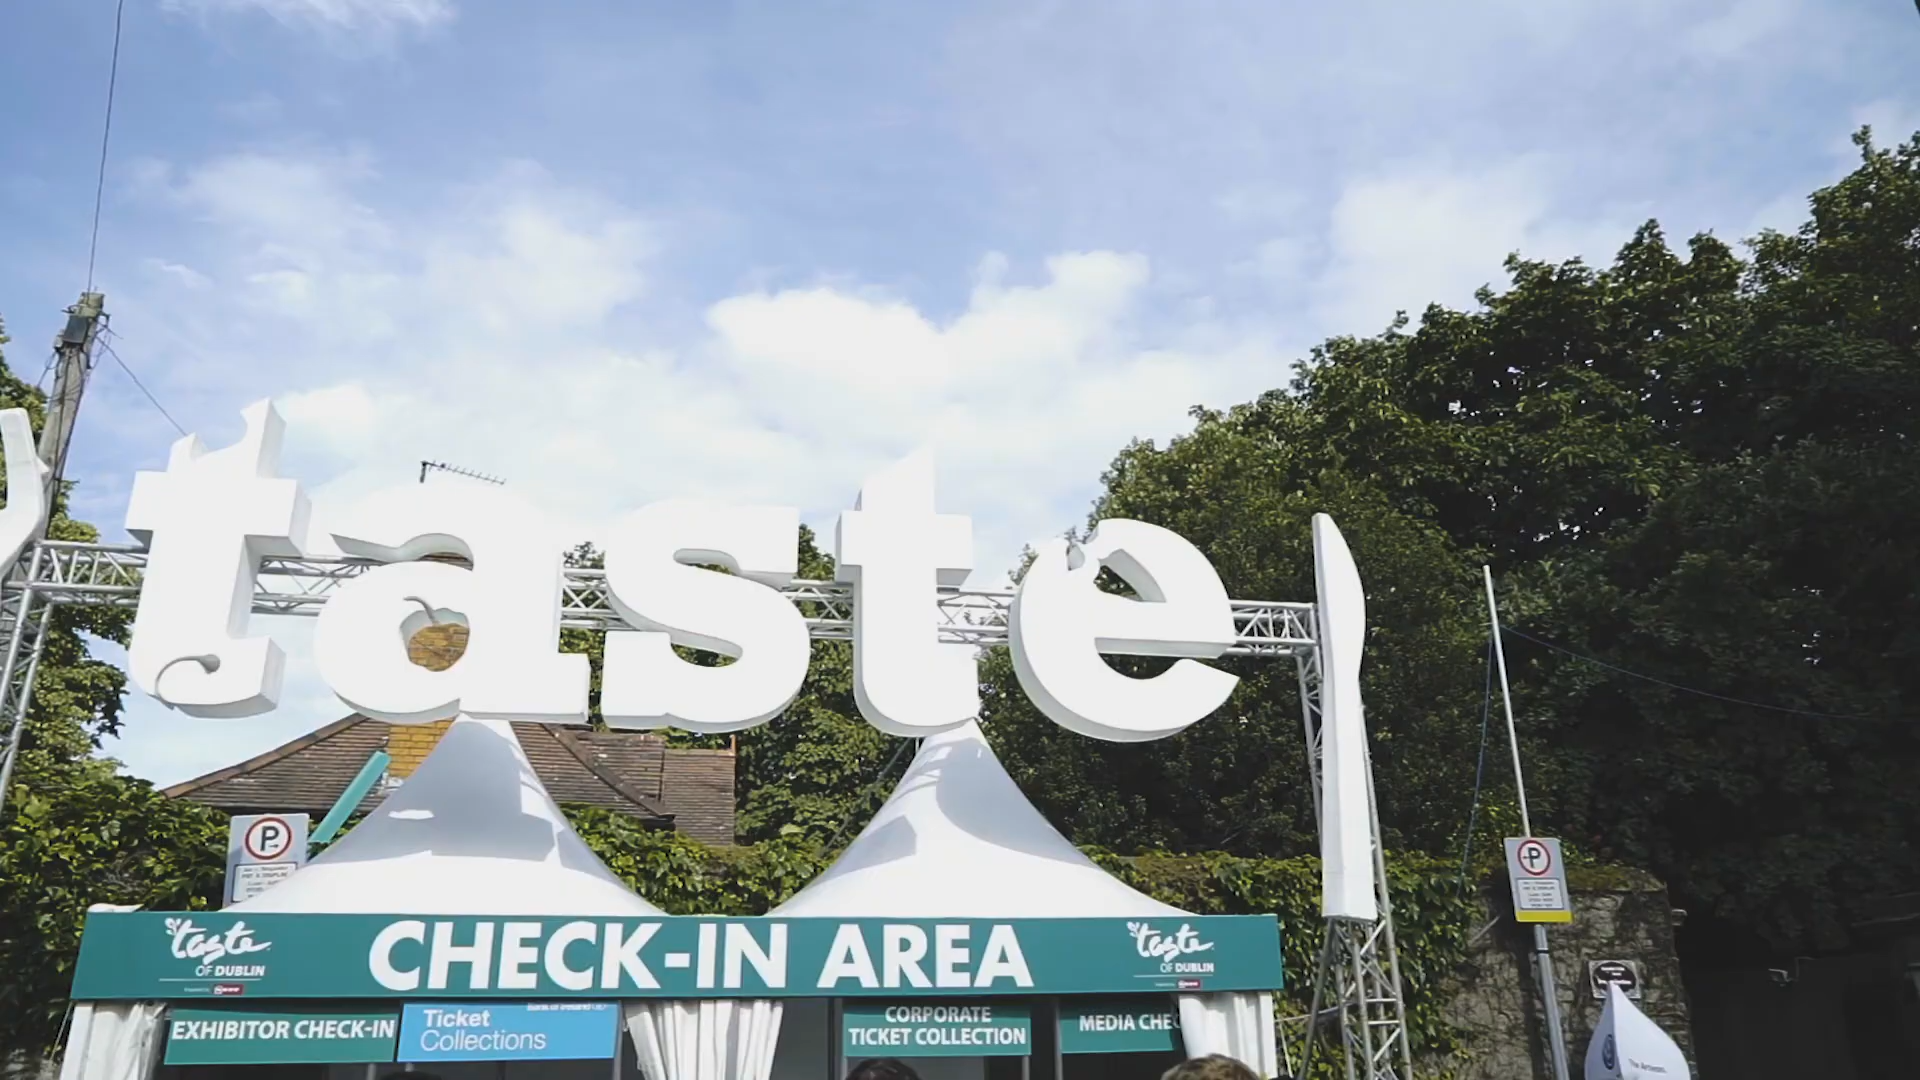 taste
P
P
taste
OF DUBLIN
CHECK-IN AREA
taste
OF DUBLIN
EXHIBITOR CHECK-IN
Ticket
Collections
CORPORATE
TICKET COLLECTION
MEDIA CHEC